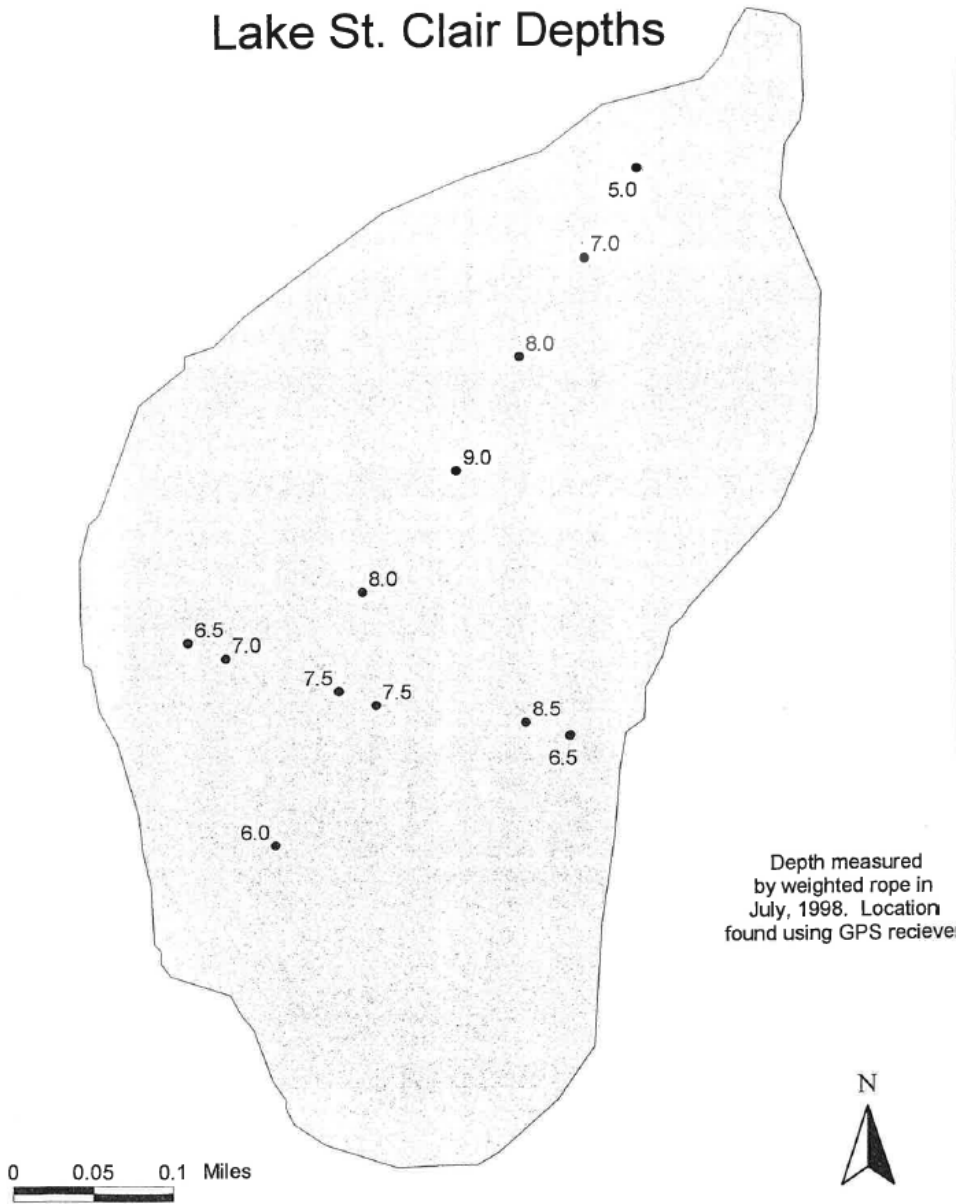 Lake St. Clair Depths
5.0
7.0
8.0
9.0
8.0
6.5
7.0
7.5
7.5
8.5
6.5
6.0
Depth measured
by weighted rope in
July, 1998. Location
found using GPS reciever
N
0 0.05 0.1 Miles